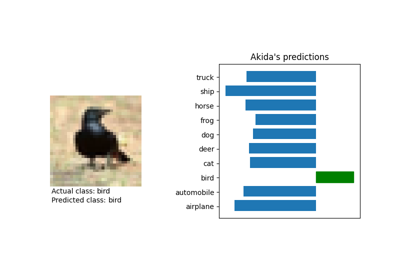 Akida's predictions
truck
ship
horse
frog
dog
deer
cat
bird
automobile
airplane
Actual class: bird
Predicted class: bird